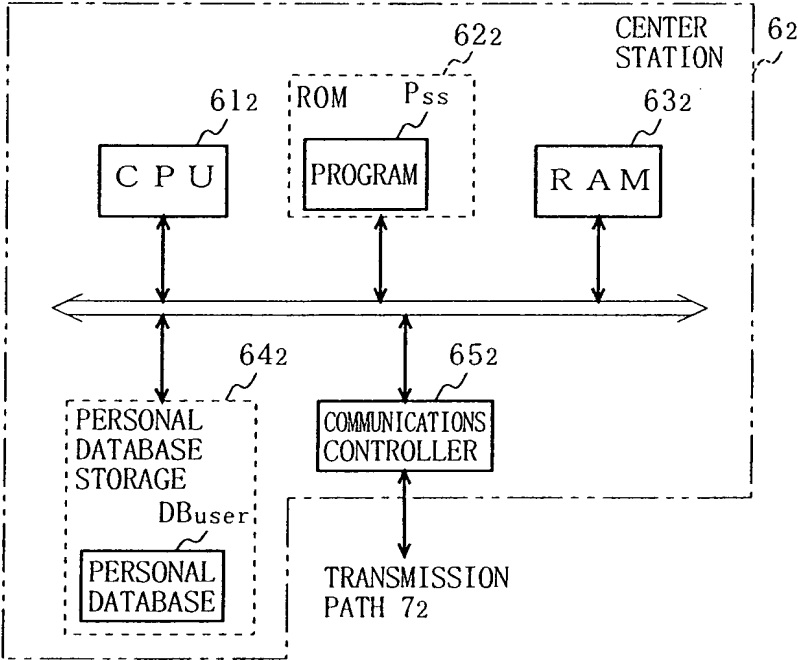 CENTER
STATION
6₂
62₂
61₂
ROM
Pss
63₂
CPU
PROGRAM
RAM
64₂
65₂
PERSONAL
DATABASE
STORAGE
COMMUNICATIONS
CONTROLLER
DBuser
PERSONAL
DATABASE
TRANSMISSION
PATH 7₂